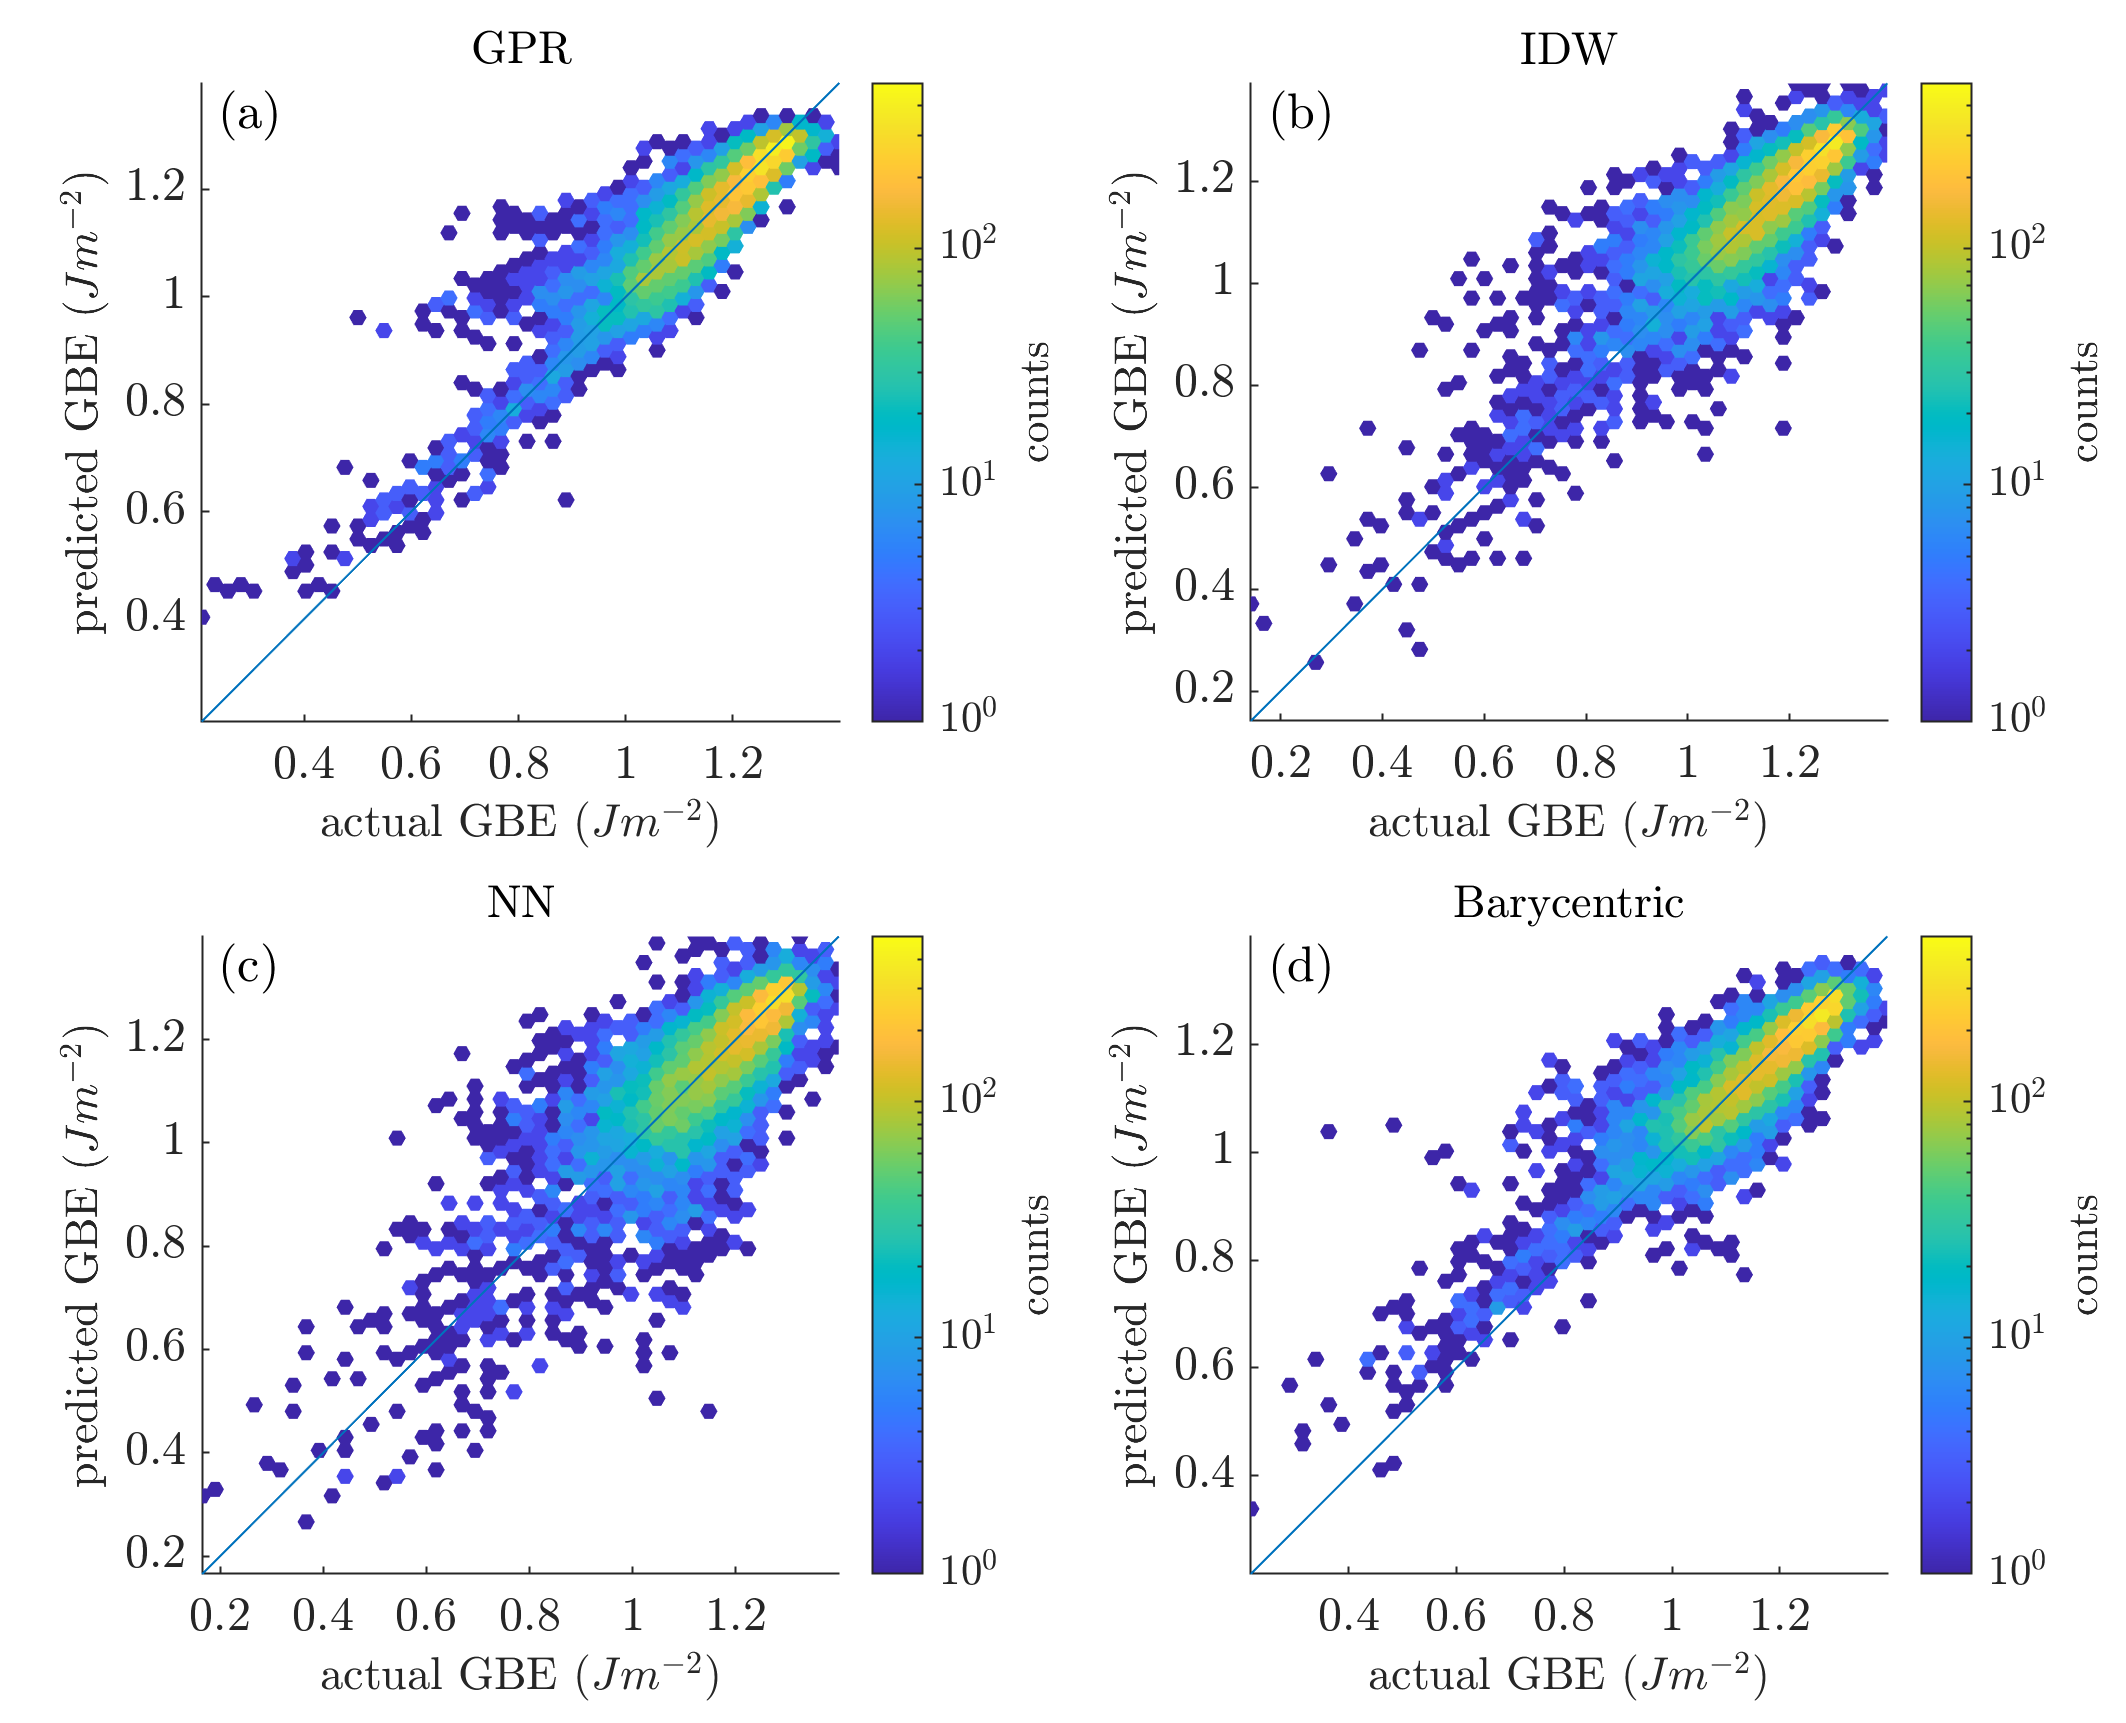 GPR
(a)
predicted GBE (Jm⁻²)
1.2
1
0.8
0.6
0.4
0.4 0.6 0.8 1 1.2
actual GBE (Jm⁻²)
10²
10¹
10⁰
counts
IDW
(b)
predicted GBE (Jm⁻²)
1.2
1
0.8
0.6
0.4
0.2
0.2 0.4 0.6 0.8 1 1.2
actual GBE (Jm⁻²)
10²
10¹
10⁰
counts
NN
(c)
predicted GBE (Jm⁻²)
1.2
1
0.8
0.6
0.4
0.2
0.2 0.4 0.6 0.8 1 1.2
actual GBE (Jm⁻²)
10²
10¹
10⁰
counts
Barycentric
(d)
predicted GBE (Jm⁻²)
1.2
1
0.8
0.6
0.4
0.4 0.6 0.8 1 1.2
actual GBE (Jm⁻²)
10²
10¹
10⁰
counts